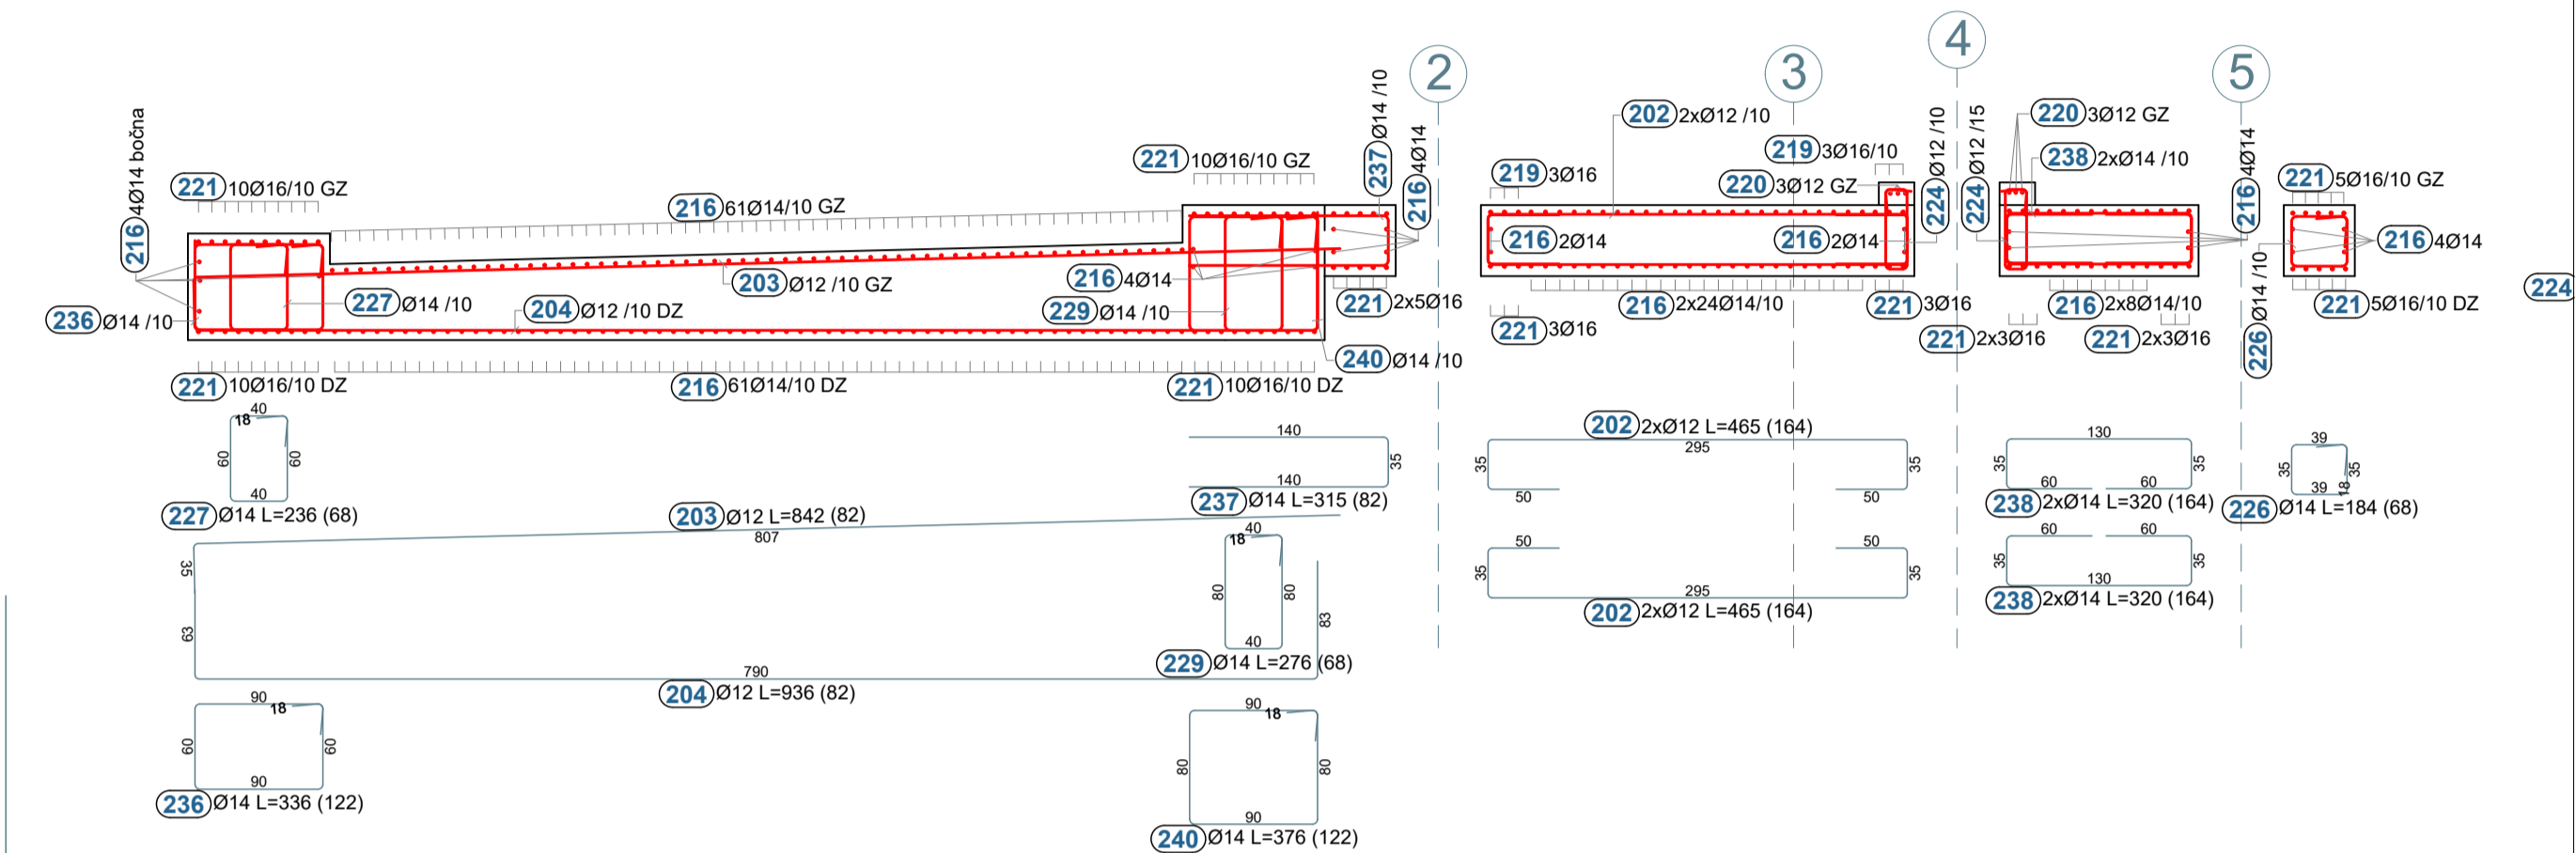 2
3
4
5
216 4Ø14 bočna
221 10Ø16/10 GZ
216 61Ø14/10 GZ
221 10Ø16/10 GZ
237 Ø14 /10
216 4Ø14
202 2xØ12 /10
219 3Ø16
219 3Ø16/10
220 3Ø12 GZ
224 Ø12 /10
224 Ø12 /15
220 3Ø12 GZ
238 2xØ14 /10
216 4Ø14
221 5Ø16/10 GZ
236 Ø14 /10
227 Ø14 /10
204 Ø12 /10 DZ
203 Ø12 /10 GZ
216 4Ø14
229 Ø14 /10
221 2x5Ø16
240 Ø14 /10
216 2Ø14
216 2Ø14
221 3Ø16
216 2x24Ø14/10
221 3Ø16
221 2x3Ø16
216 2x8Ø14/10
221 2x3Ø16
226 Ø14 /10
216 4Ø14
221 5Ø16/10 DZ
224
221 10Ø16/10 DZ
216 61Ø14/10 DZ
221 10Ø16/10 DZ
40
18
60
60
40
227 Ø14 L=236 (68)
140
35
140
237 Ø14 L=315 (82)
202 2xØ12 L=465 (164)
295
35
35
50
50
130
35
35
60
60
238 2xØ14 L=320 (164)
39
35
35
39
18
226 Ø14 L=184 (68)
203 Ø12 L=842 (82)
807
35
63
790
83
204 Ø12 L=936 (82)
40
18
80
80
40
229 Ø14 L=276 (68)
50
50
35
35
295
202 2xØ12 L=465 (164)
60
60
35
35
130
238 2xØ14 L=320 (164)
90
18
60
60
90
236 Ø14 L=336 (122)
90
18
80
80
90
240 Ø14 L=376 (122)